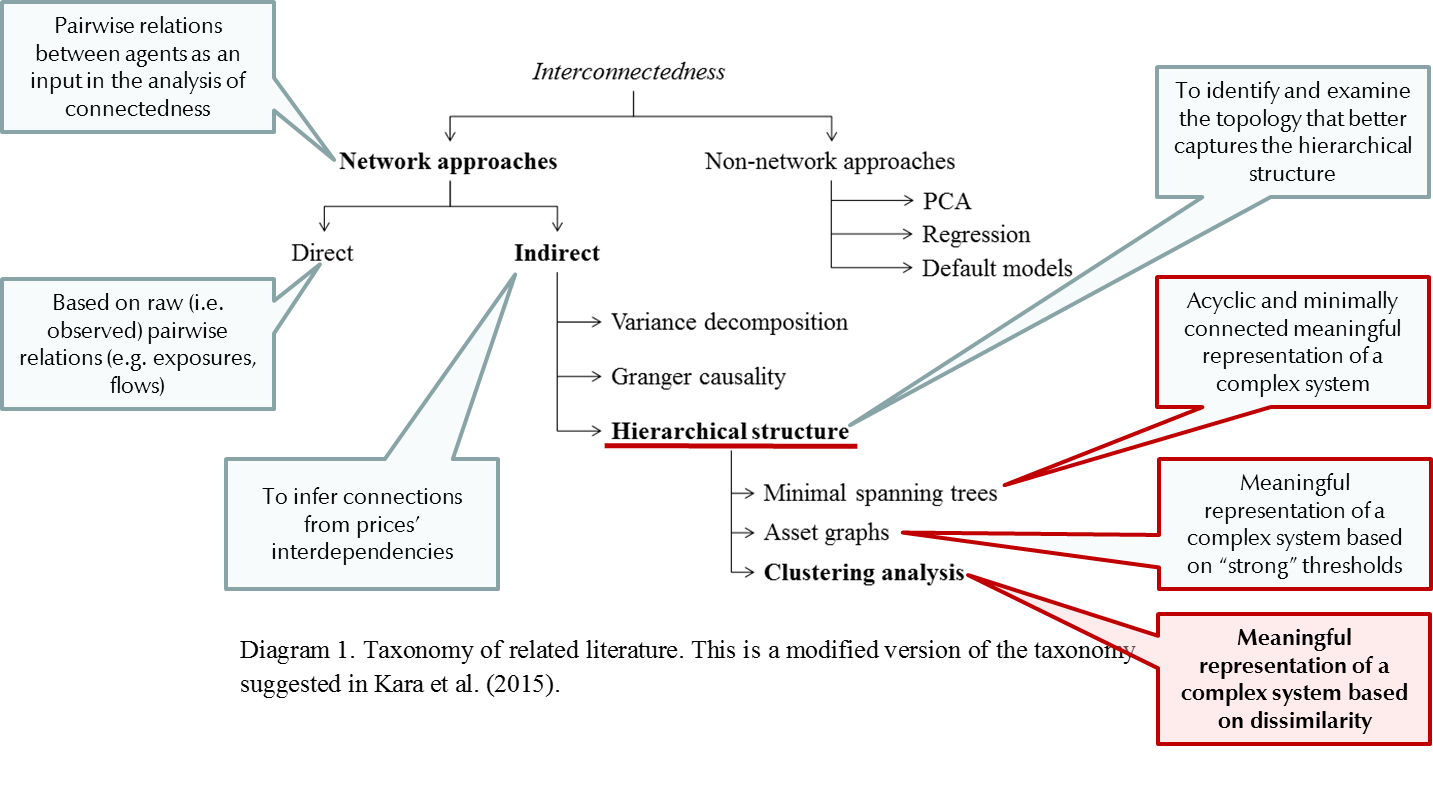 Pairwise relations
between agents as an
input in the analysis of
connectedness
Interconnectedness
To identify and examine
the topology that better
captures the hierarchical
structure
Network approaches
Non-network approaches
PCA
Regression
Default models
Direct
Indirect
Based on raw (i.e.
observed) pairwise
relations (e.g. exposures,
flows)
Variance decomposition
Granger causality
Hierarchical structure
Acyclic and minimally
connected meaningful
representation of a
complex system
To infer connections
from prices’
interdependencies
Minimal spanning trees
Asset graphs
Clustering analysis
Meaningful
representation of a
complex system based
on “strong” thresholds
Meaningful
representation of a
complex system based
on dissimilarity
Diagram 1. Taxonomy of related literature. This is a modified version of the taxonomy
suggested in Kara et al. (2015).